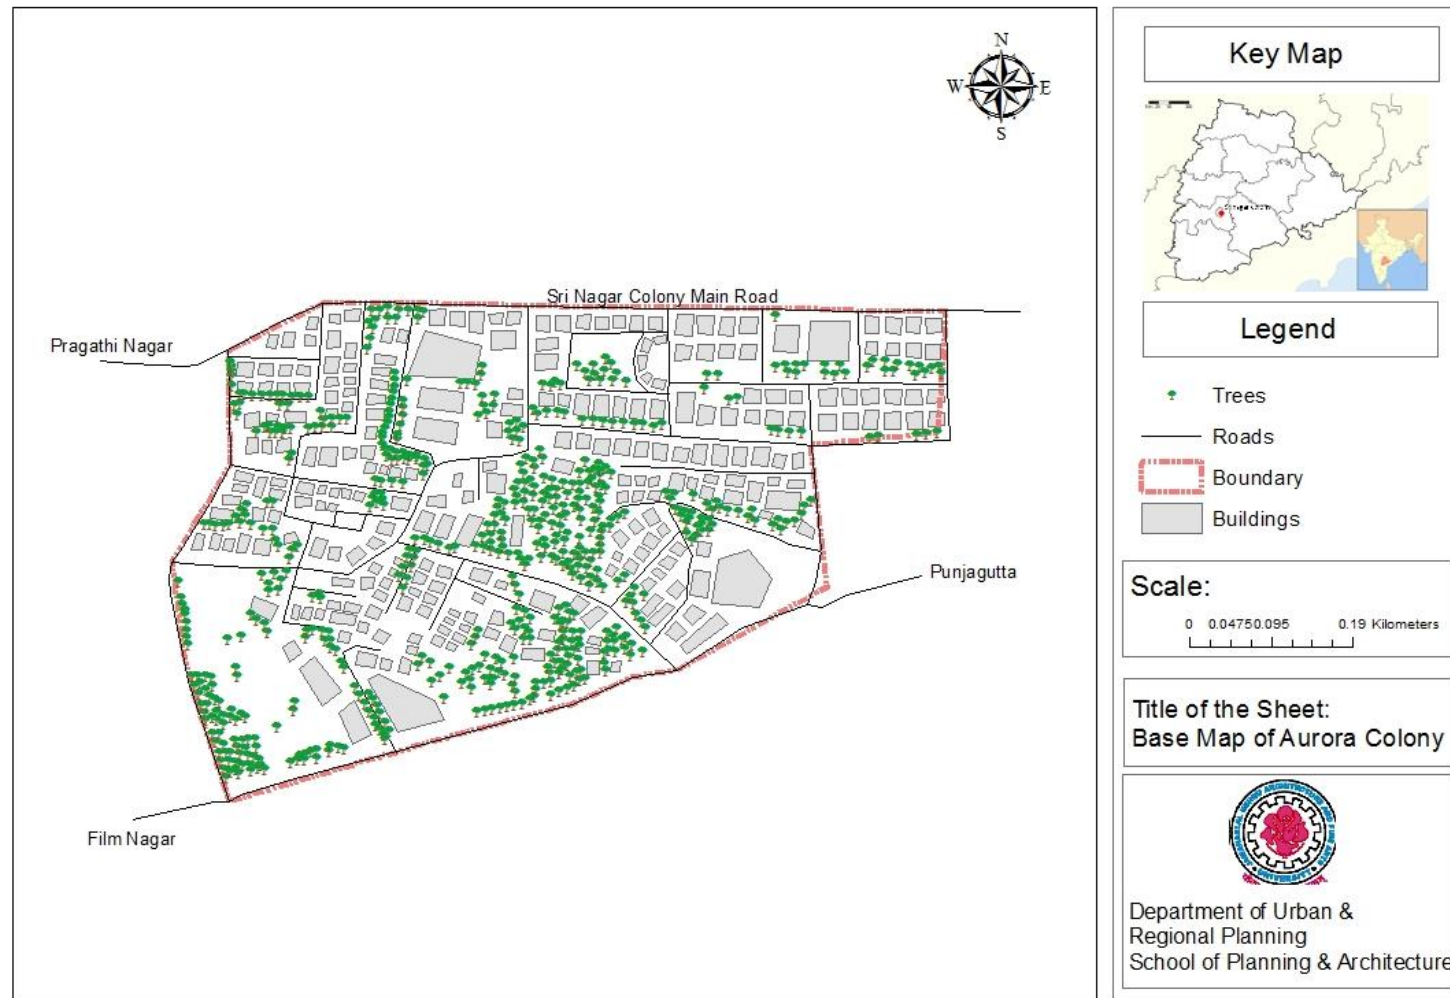 N
W E
S
Sri Nagar Colony Main Road
Pragathi Nagar
Punjagutta
Film Nagar
Key Map
Legend
Trees
Roads
Boundary
Buildings
Scale:
0 0.04750.095 0.19 Kilometers
Title of the Sheet:
Base Map of Aurora Colony
Department of Urban &
Regional Planning
School of Planning & Architecture